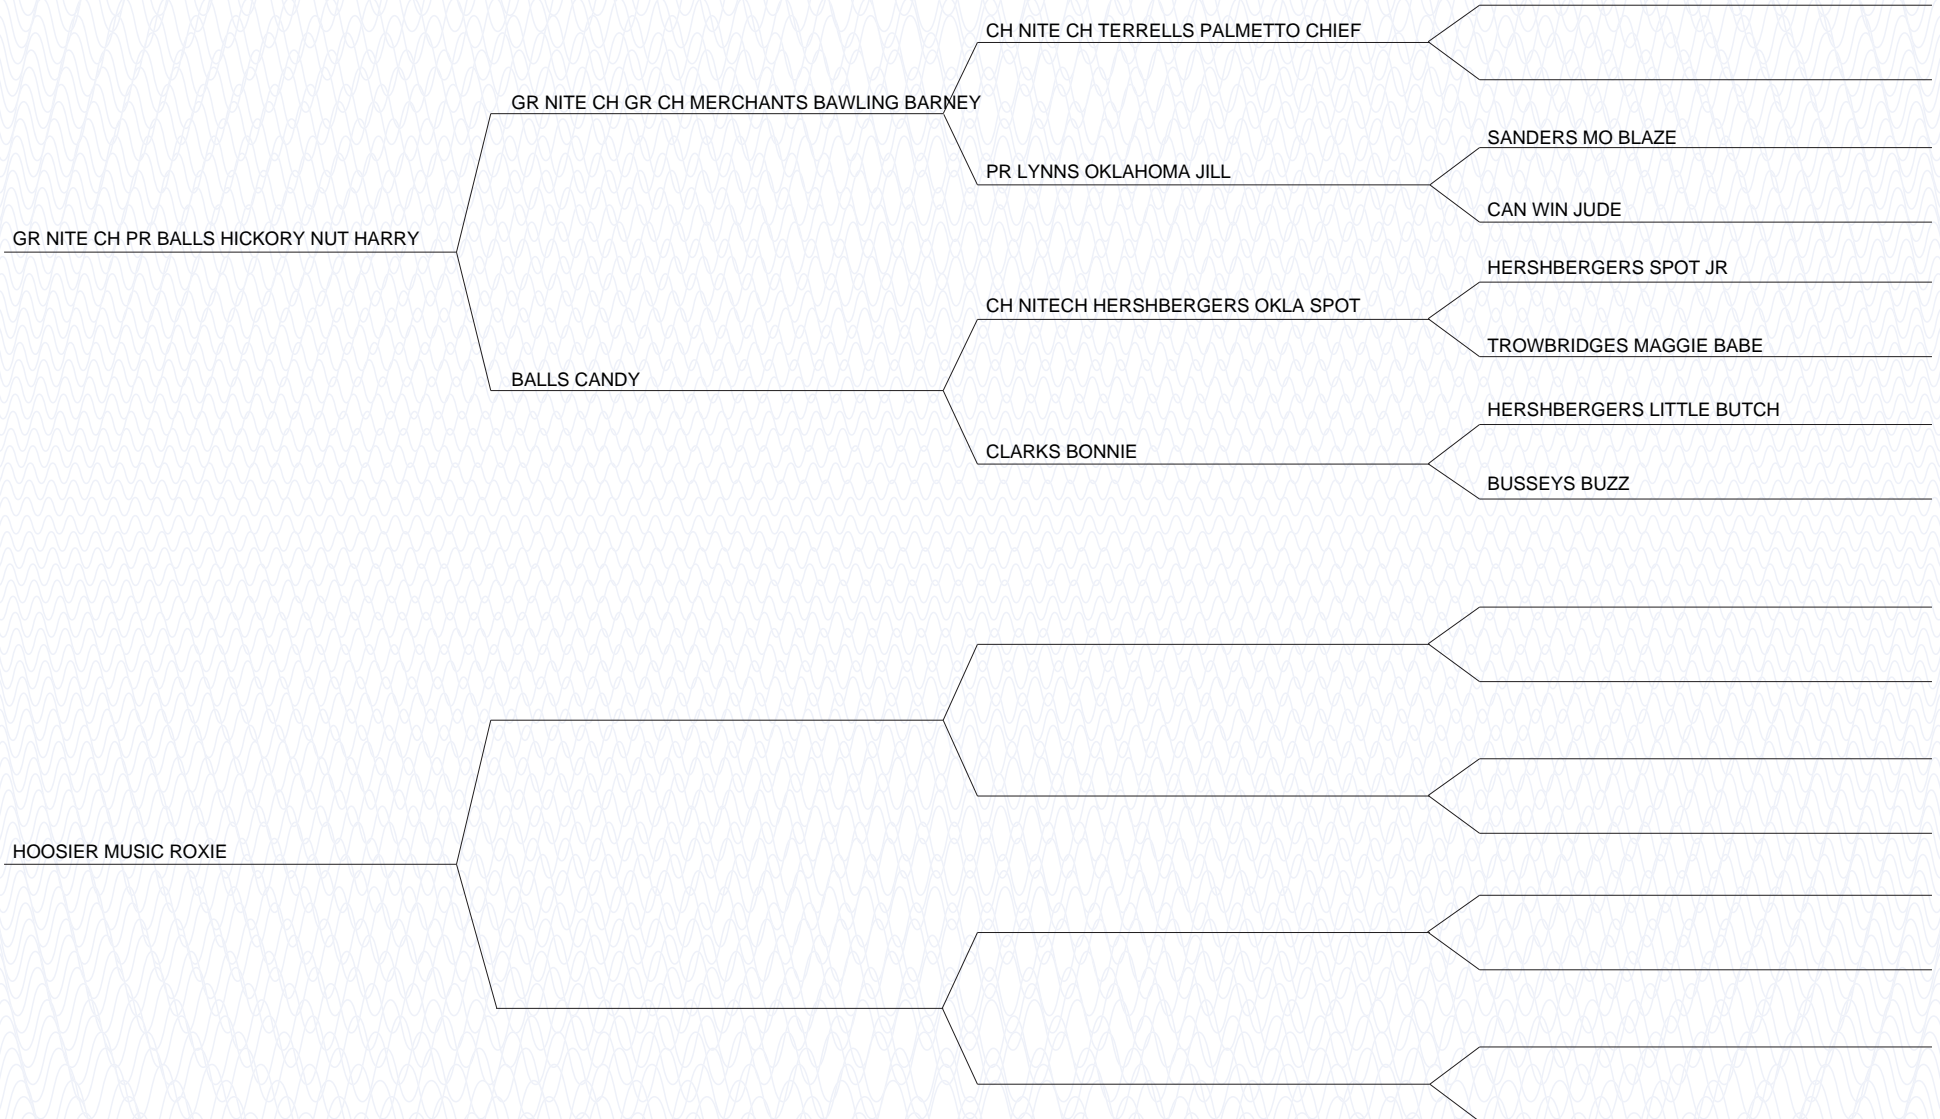 CH NITE CH TERRELLS PALMETTO CHIEF
GR NITE CH GR CH MERCHANTS BAWLING BARNEY
SANDERS MO BLAZE
PR LYNNS OKLAHOMA JILL
CAN WIN JUDE
GR NITE CH PR BALLS HICKORY NUT HARRY
HERSHBERGERS SPOT JR
CH NITECH HERSHBERGERS OKLA SPOT
TROWBRIDGES MAGGIE BABE
BALLS CANDY
HERSHBERGERS LITTLE BUTCH
CLARKS BONNIE
BUSSEYS BUZZ
HOOSIER MUSIC ROXIE